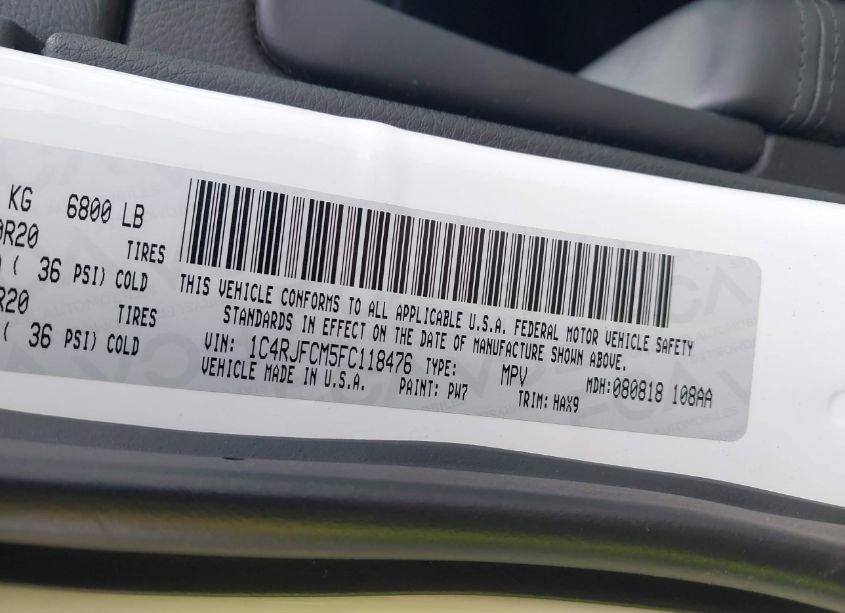 KG 6800 LB
R20 TIRES
( 36 PSI) COLD
R20 TIRES
( 36 PSI) COLD
THIS VEHICLE CONFORMS TO ALL APPLICABLE U.S.A. FEDERAL MOTOR VEHICLE SAFETY
STANDARDS IN EFFECT ON THE DATE OF MANUFACTURE SHOWN ABOVE.
VIN: 1C4RJFCM5FC118476 TYPE: MPV MDH:080818 108AA
VEHICLE MADE IN U.S.A. PAINT: PW7 TRIM: HAX9